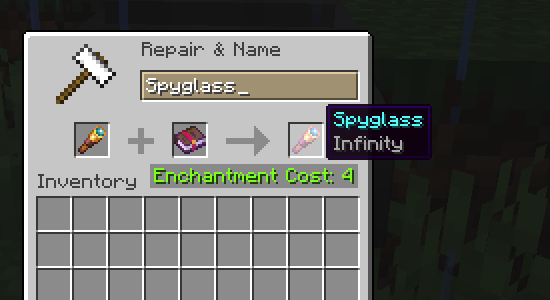 Repair & Name
Spyglass_
Spyglass
Infinity
Enchantment Cost: 4
Inventory